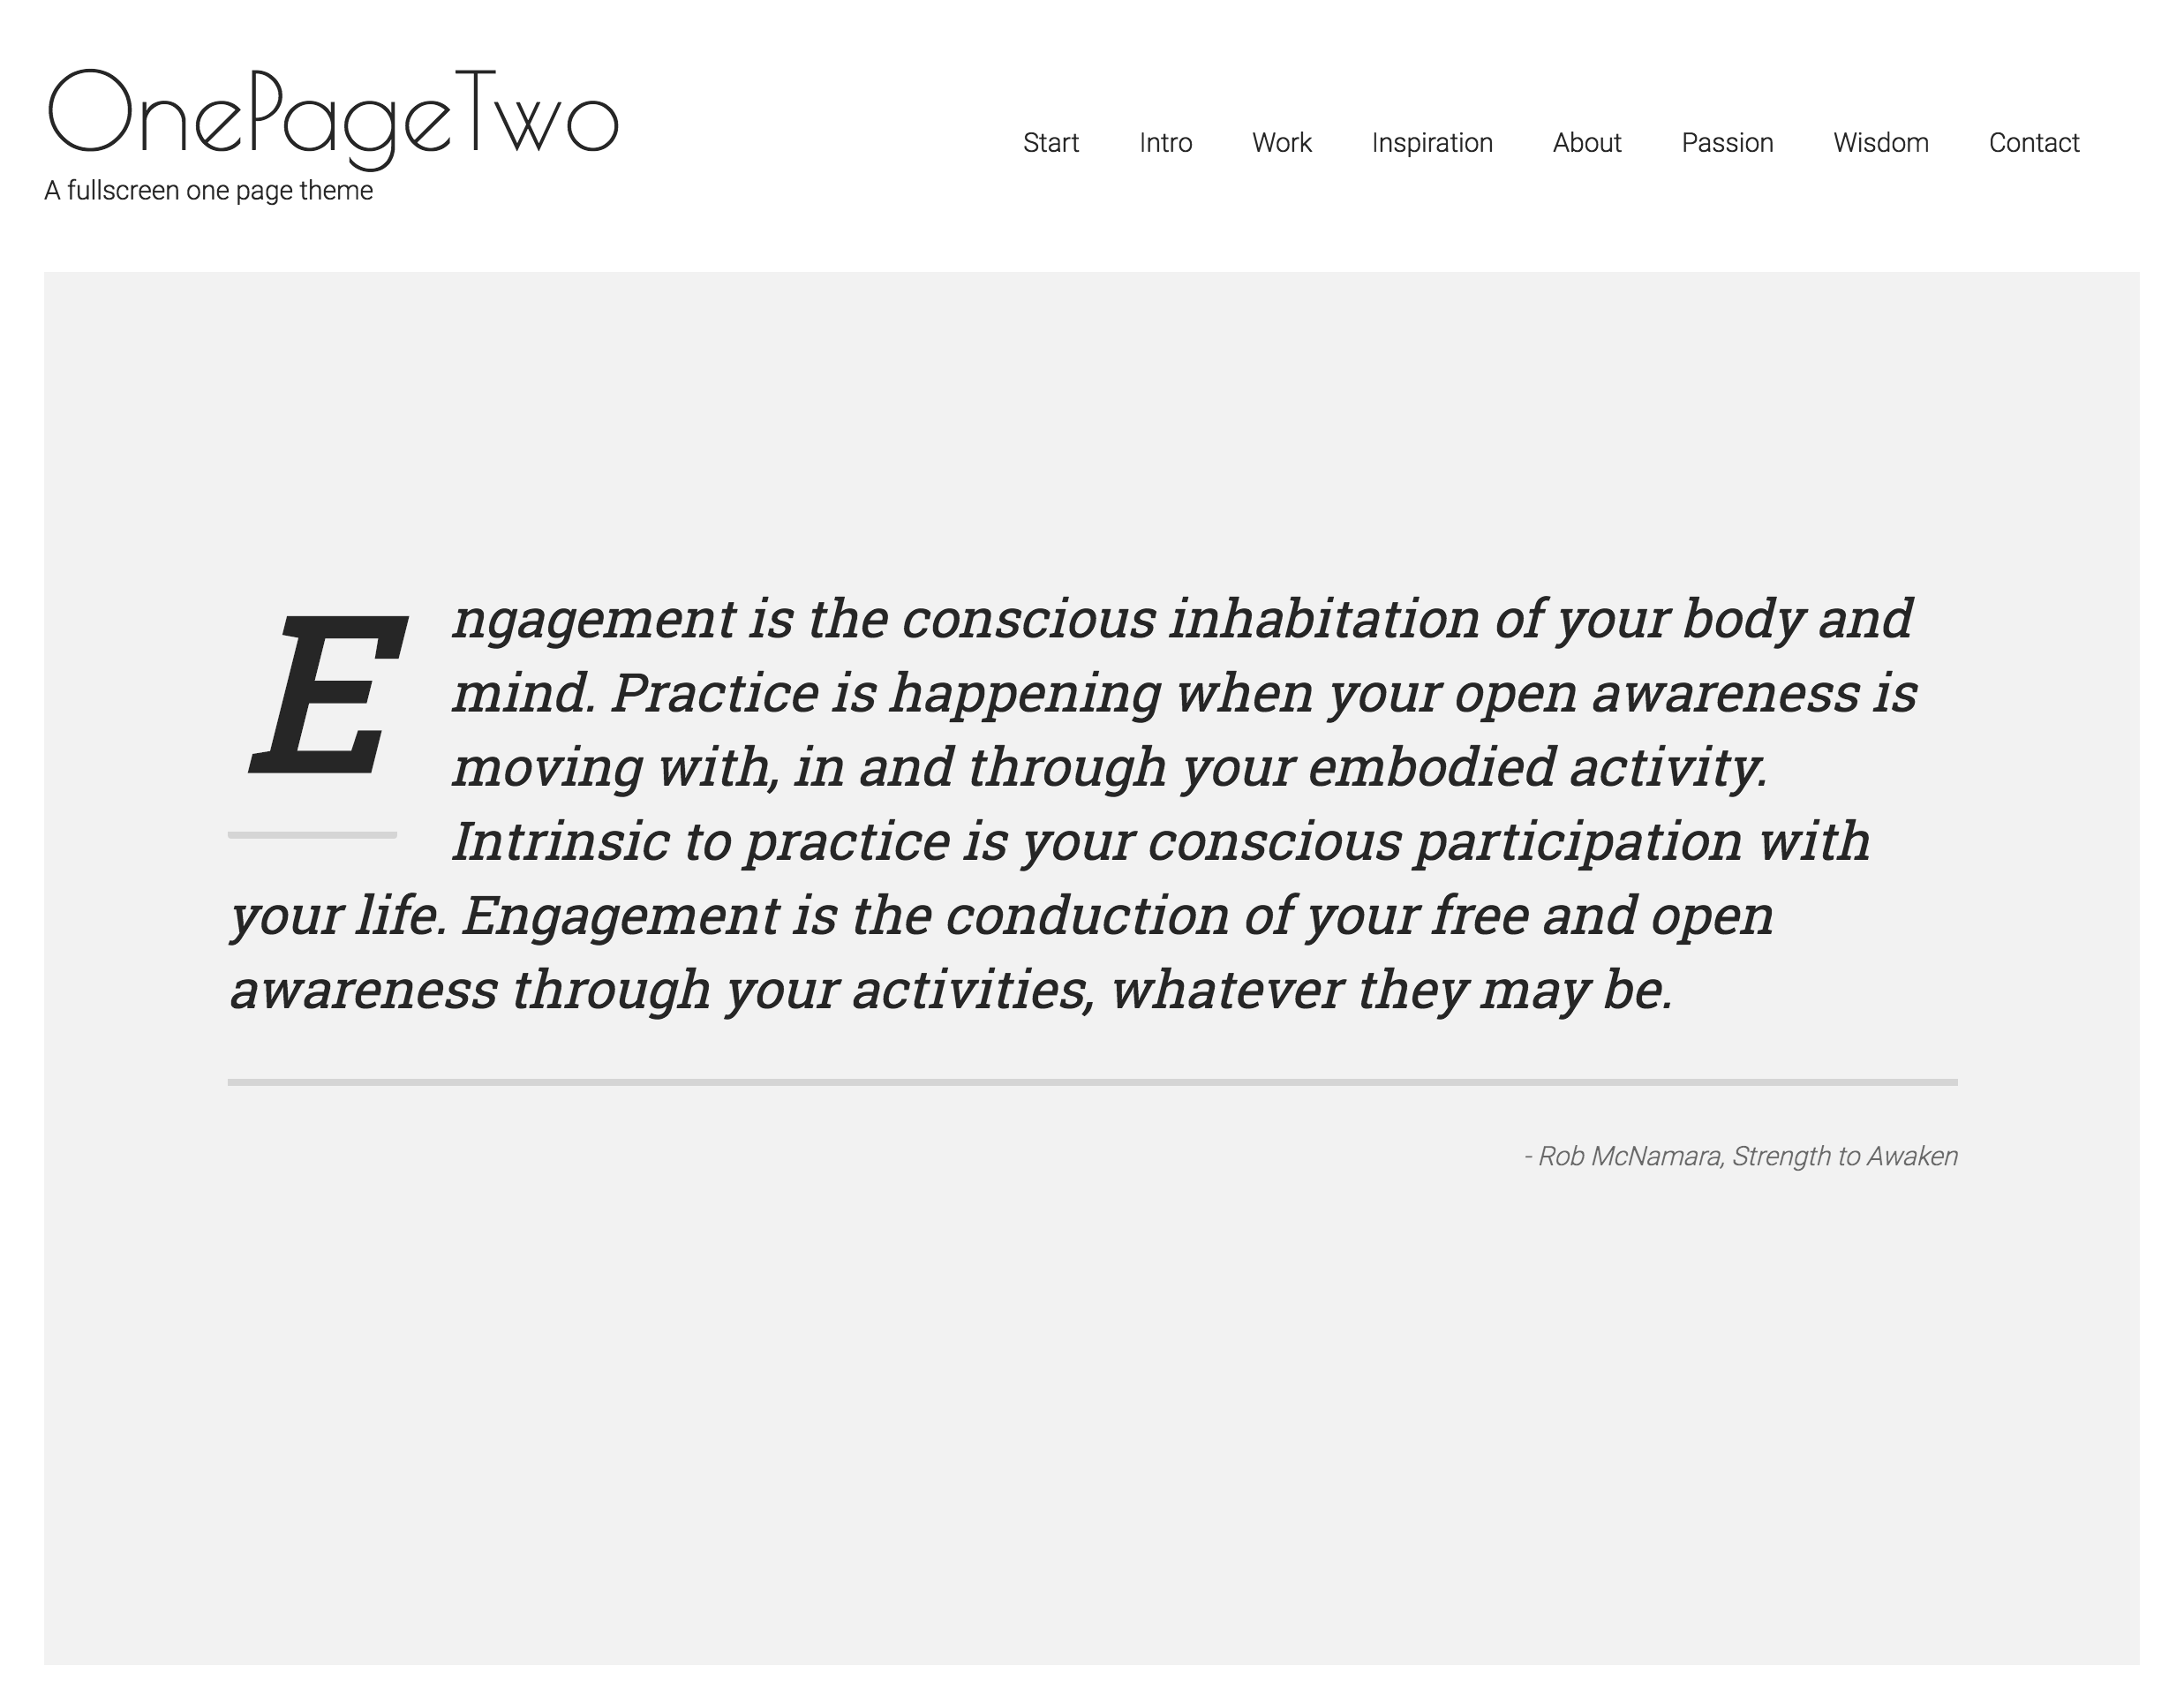 OnePageTwo
A fullscreen one page theme
Start Intro Work Inspiration About Passion Wisdom Contact
Engagement is the conscious inhabitation of your body and
mind. Practice is happening when your open awareness is
moving with, in and through your embodied activity.
Intrinsic to practice is your conscious participation with
your life. Engagement is the conduction of your free and open
awareness through your activities, whatever they may be.
- Rob McNamara, Strength to Awaken